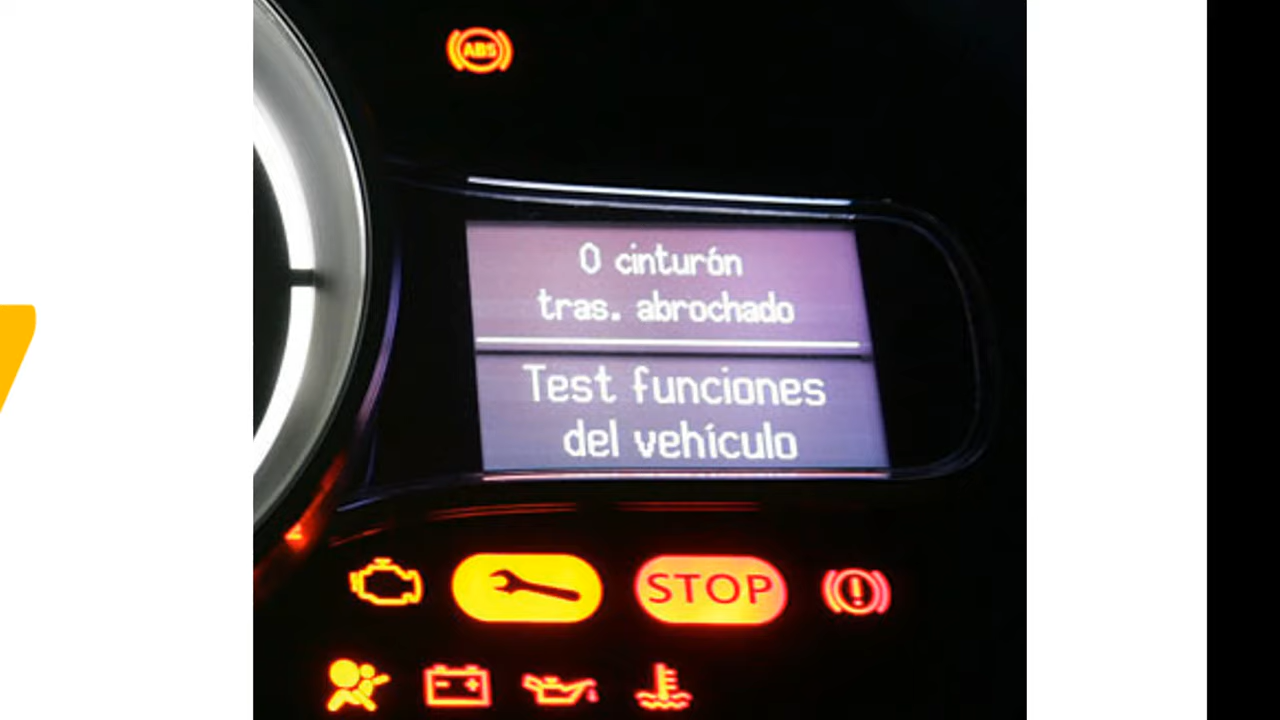 ABS
0 cinturón
tras. abrochado
Test funciones
del vehículo
STOP